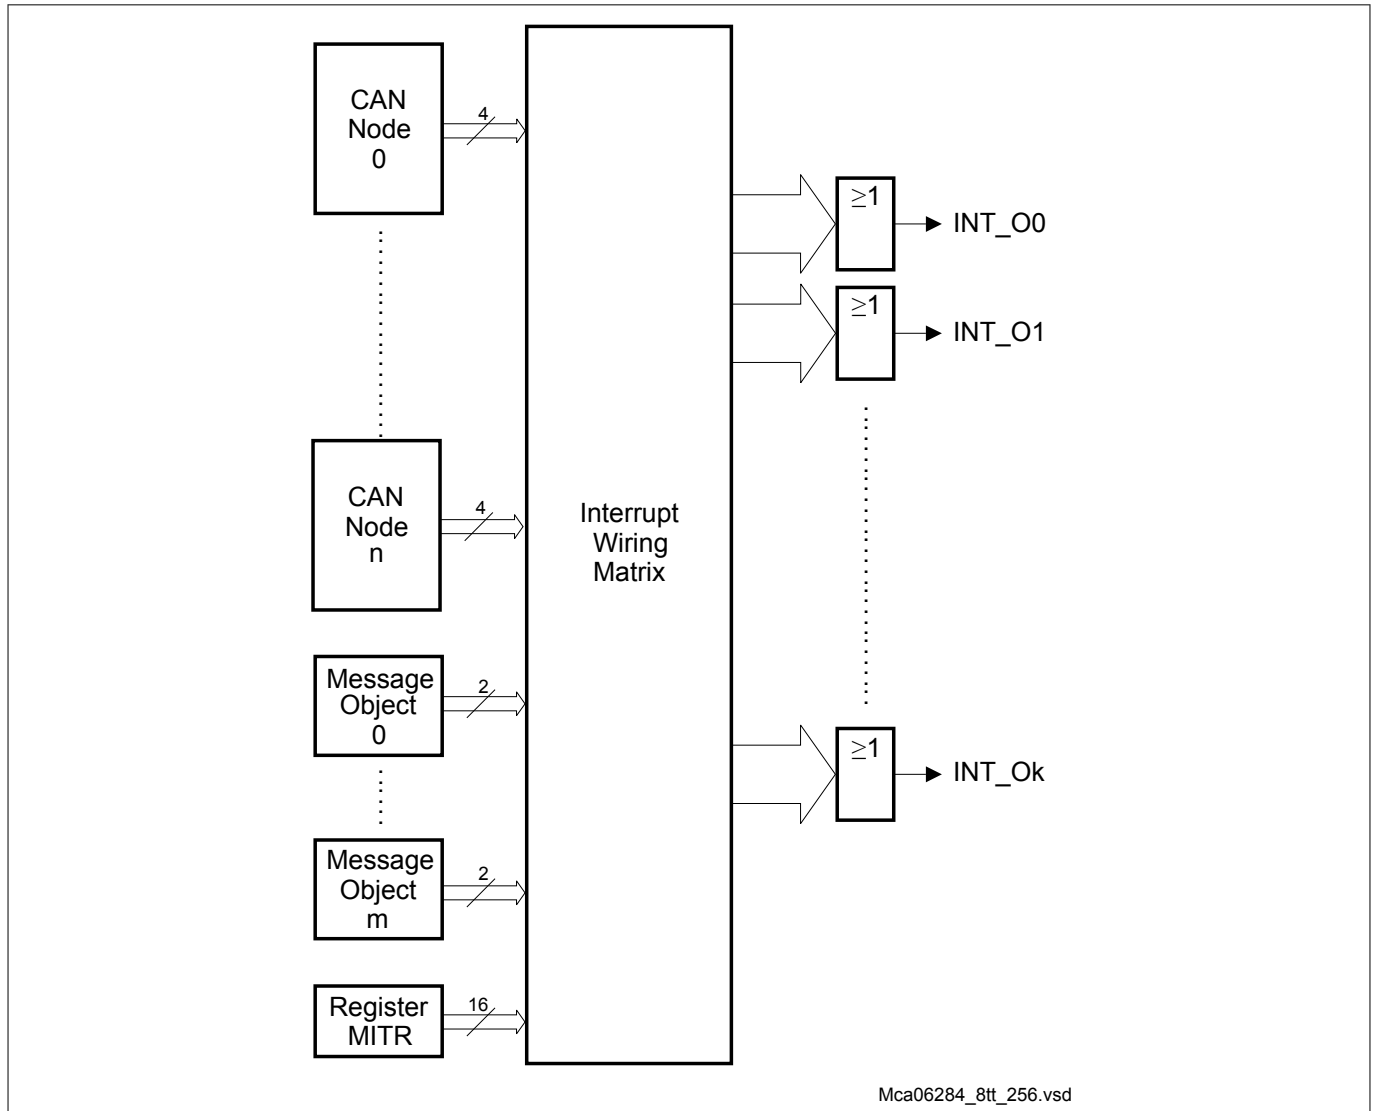 CAN
Node
0
4
CAN
Node
n
4
Message
Object
0
2
Message
Object
m
2
Register
MITR
16
Interrupt
Wiring
Matrix
≥1
INT_O0
≥1
INT_O1
≥1
INT_Ok
Mca06284_8tt_256.vsd